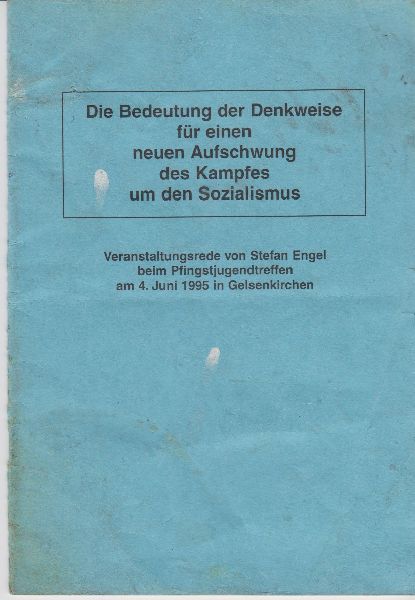 Die Bedeutung der Denkweise
für einen
neuen Aufschwung
des Kampfes
um den Sozialismus
Veranstaltungsrede von Stefan Engel
beim Pfingstjugendtreffen
am 4. Juni 1995 in Gelsenkirchen